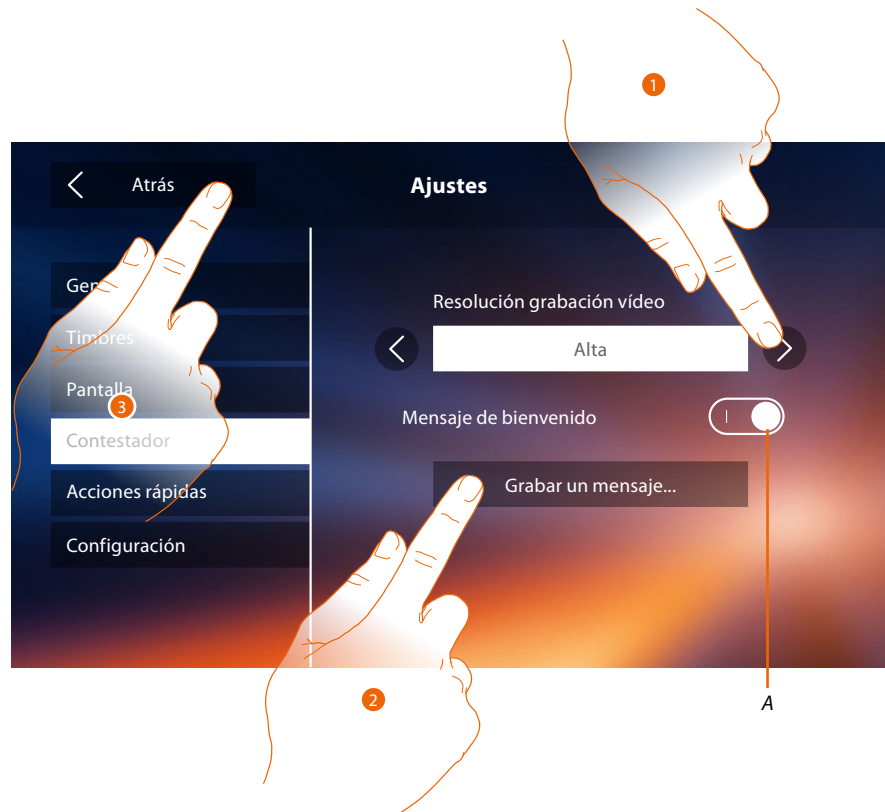 1
Atrás
Ajustes
Timbres
Resolución grabación vídeo
Alta
Pantalla
3
Mensaje de bienvenido
Contestador
Grabar un mensaje...
Acciones rápidas
Configuración
2
A